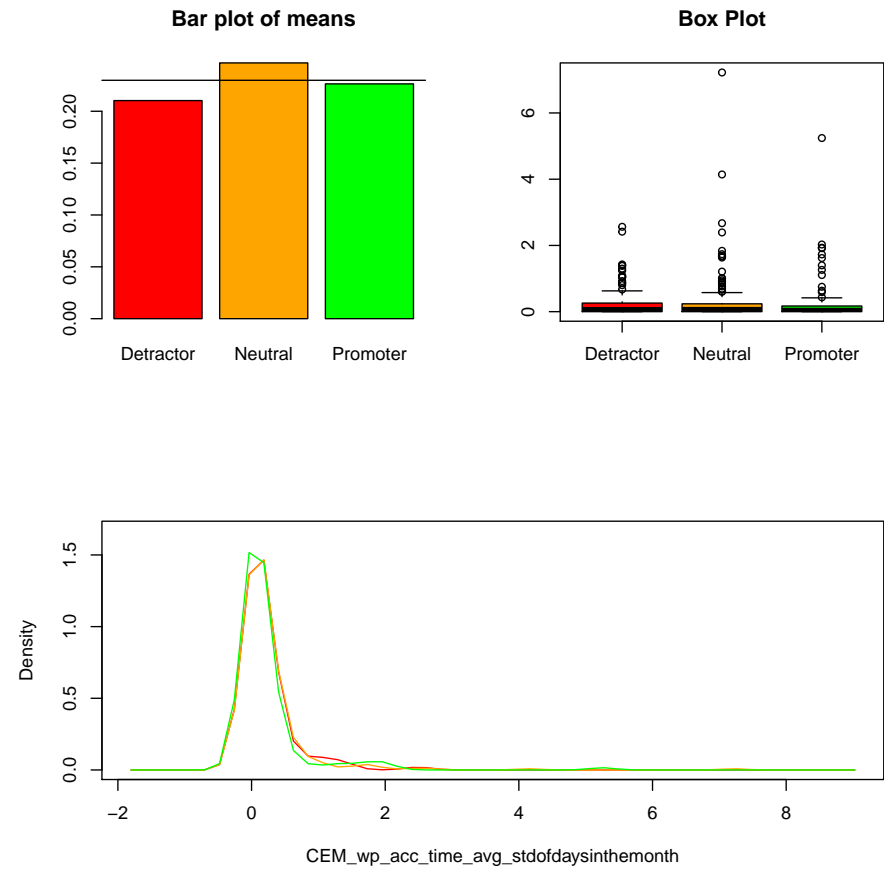 Bar plot of means
0.00 0.05 0.10 0.15 0.20
Detractor Neutral Promoter
Box Plot
0 2 4 6
Detractor Neutral Promoter
Density
0.0 0.5 1.0 1.5
−2 0 2 4 6 8
CEM_wp_acc_time_avg_stdofdaysinthemonth